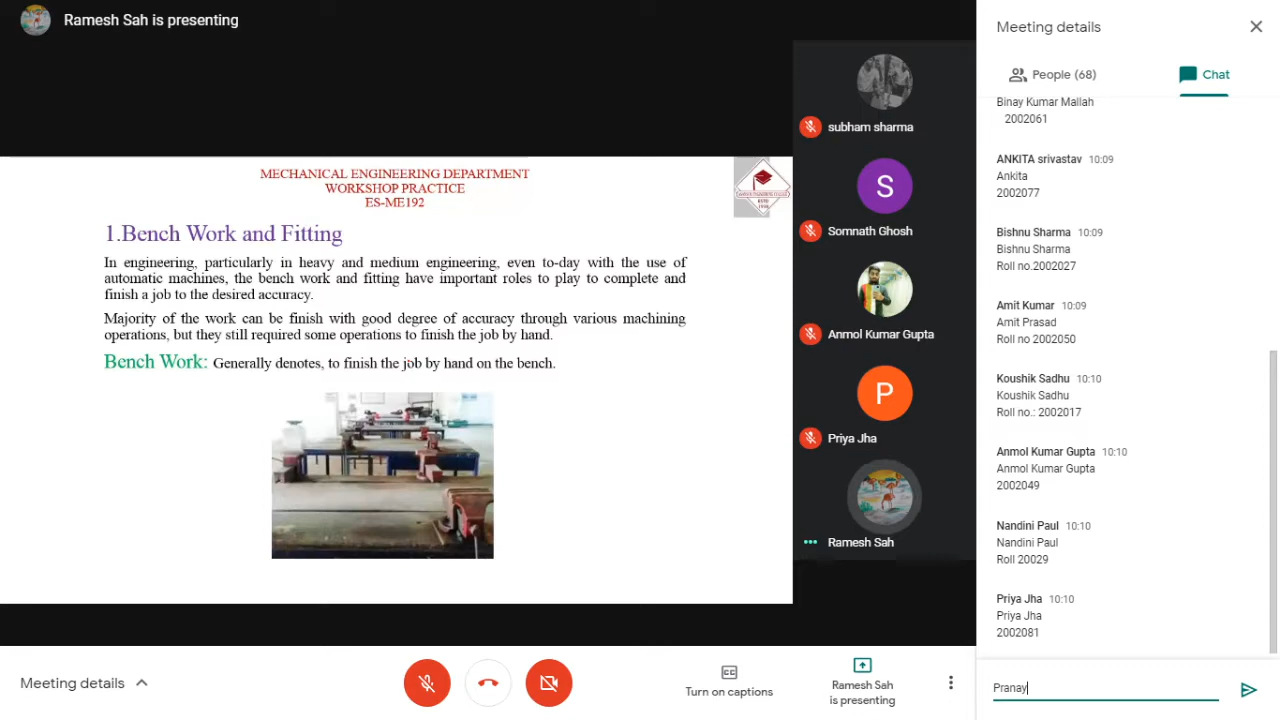 Ramesh Sah is presenting
MECHANICAL ENGINEERING DEPARTMENT
WORKSHOP PRACTICE
ES-ME192
1.Bench Work and Fitting
In engineering, particularly in heavy and medium engineering, even to-day with the use of
automatic machines, the bench work and fitting have important roles to play to complete and
finish a job to the desired accuracy.
Majority of the work can be finish with good degree of accuracy through various machining
operations, but they still required some operations to finish the job by hand.
Bench Work: Generally denotes, to finish the job by hand on the bench.
subham sharma
S
Somnath Ghosh
Anmol Kumar Gupta
P
Priya Jha
Ramesh Sah
Meeting details
People (68)
Chat
Binay Kumar Mallah
2002061
ANKITA srivastav 10:09
Ankita
2002077
Bishnu Sharma 10:09
Bishnu Sharma
Roll no.2002027
Amit Kumar 10:09
Amit Prasad
Roll no 2002050
Koushik Sadhu 10:10
Koushik Sadhu
Roll no.: 2002017
Anmol Kumar Gupta 10:10
Anmol Kumar Gupta
2002049
Nandini Paul 10:10
Nandini Paul
Roll 20029
Priya Jha 10:10
Priya Jha
2002081
Pranay
Meeting details
CC
Turn on captions
Ramesh Sah
is presenting